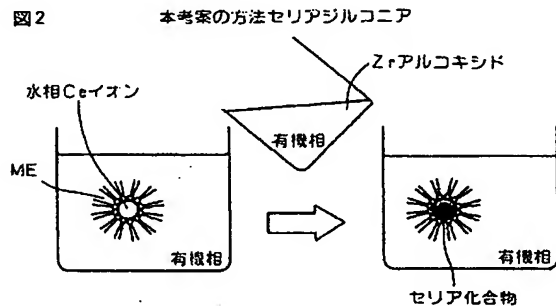 図2
本考案の方法セリアジルコニア
Zrアルコキシド
水相Ceイオン
有機相
ME
有機相
有機相
セリア化合物